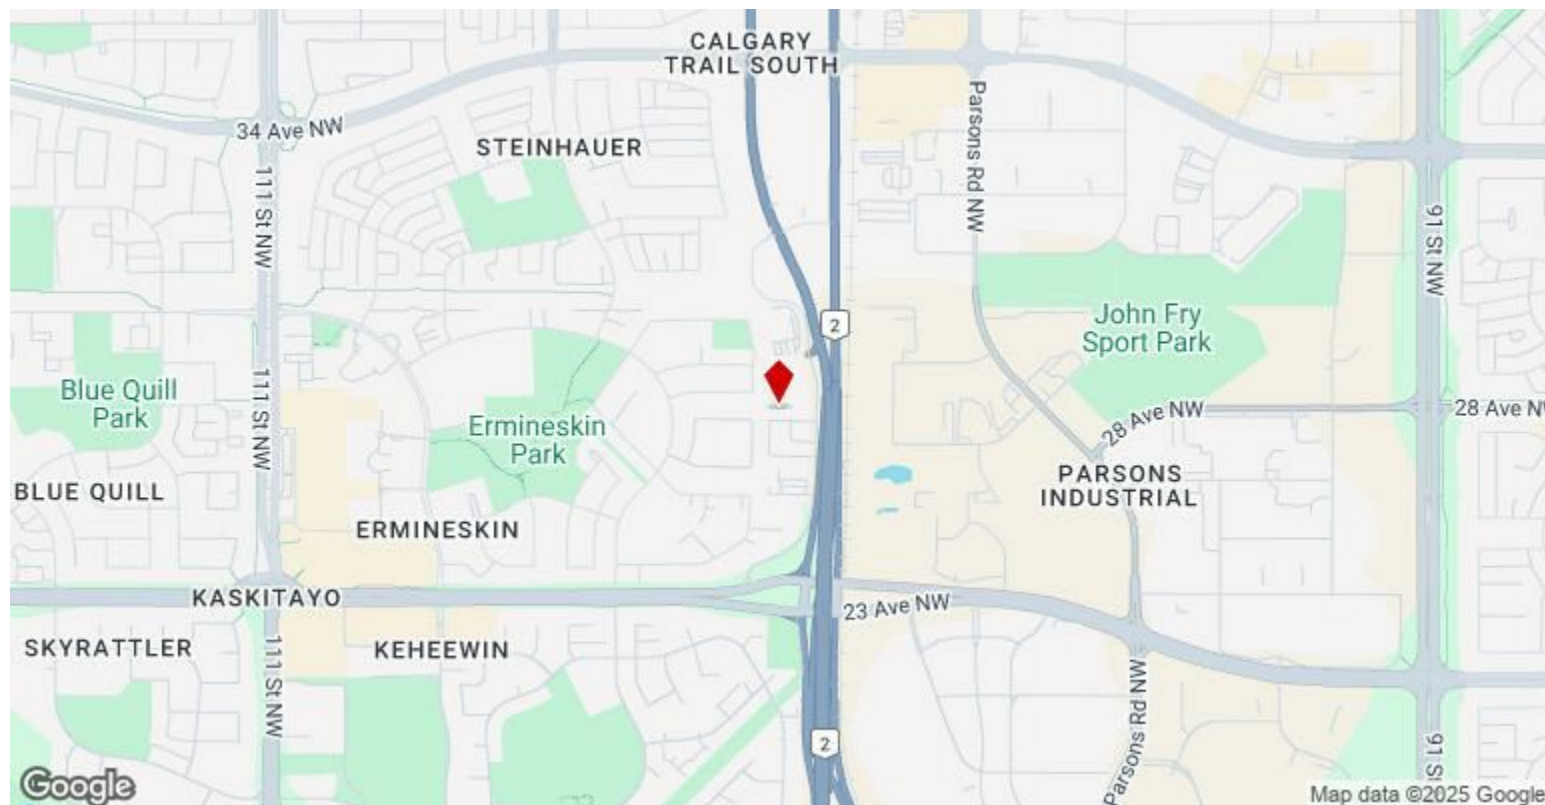 CALGARY
TRAIL SOUTH
34 Ave NW
STEINHAUER
Parsons Rd NW
111 St NW
91 St NW
2
John Fry
Sport Park
Blue Quill
Park
111 St NW
Ermineskin
Park
28 Ave NW
28 Ave N
BLUE QUILL
PARSONS
INDUSTRIAL
ERMINESKIN
KASKITAYO
23 Ave NW
SKYRATTLER
KEHEEWIN
111 St NW
Parsons Rd NW
2
91 St
Google
Map data ©2025 Google